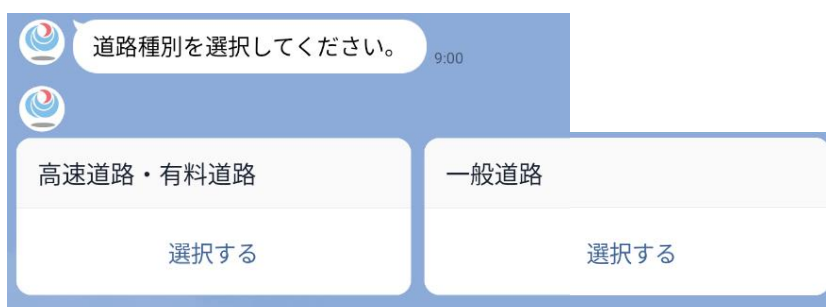 道路種別を選択してください。
9:00
高速道路・有料道路
一般道路
選択する
選択する